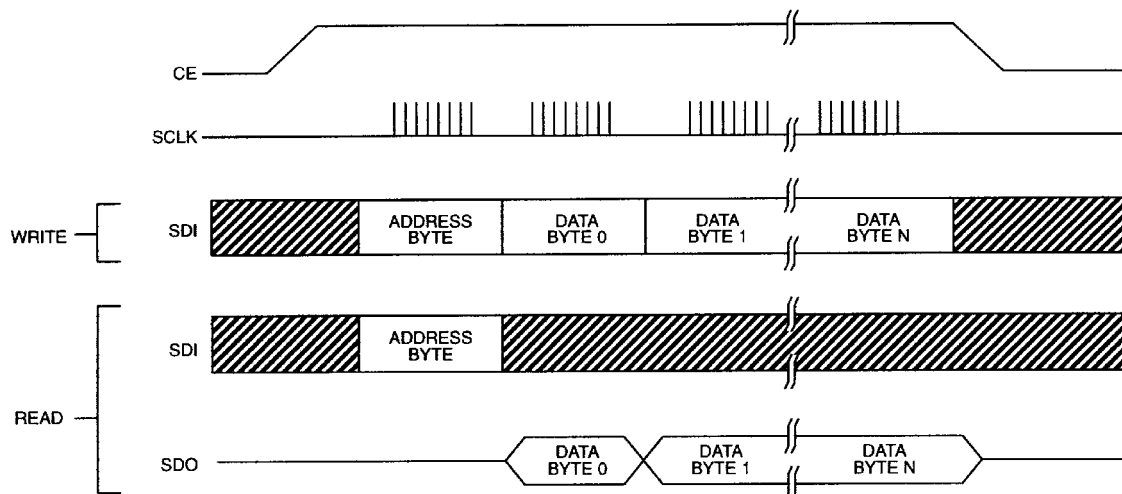 CE
SCLK
WRITE
SDI
ADDRESS
BYTE
DATA
BYTE 0
DATA
BYTE 1
DATA
BYTE N
READ
SDI
ADDRESS
BYTE
SDO
DATA
BYTE 0
DATA
BYTE 1
DATA
BYTE N